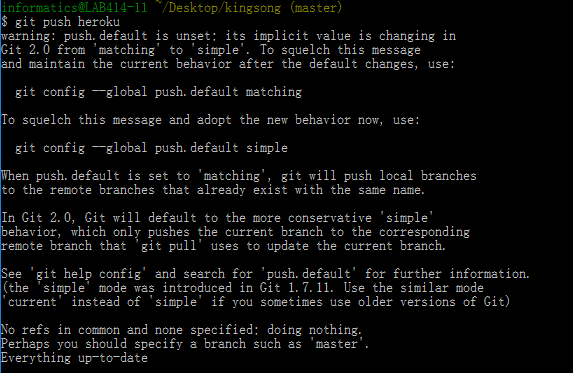 informatics@LAB414-11 ~/Desktop/kingsong (master)
$ git push heroku
warning: push.default is unset; its implicit value is changing in
Git 2.0 from 'matching' to 'simple'. To squelch this message
and maintain the current behavior after the default changes, use:
git config --global push.default matching
To squelch this message and adopt the new behavior now, use:
git config --global push.default simple
When push.default is set to 'matching', git will push local branches
to the remote branches that already exist with the same name.
In Git 2.0, Git will default to the more conservative 'simple'
behavior, which only pushes the current branch to the corresponding
remote branch that 'git pull' uses to update the current branch.
See 'git help config' and search for 'push.default' for further information.
(the 'simple' mode was introduced in Git 1.7.11. Use the similar mode
'current' instead of 'simple' if you sometimes use older versions of Git)
No refs in common and none specified; doing nothing.
Perhaps you should specify a branch such as 'master'.
Everything up-to-date